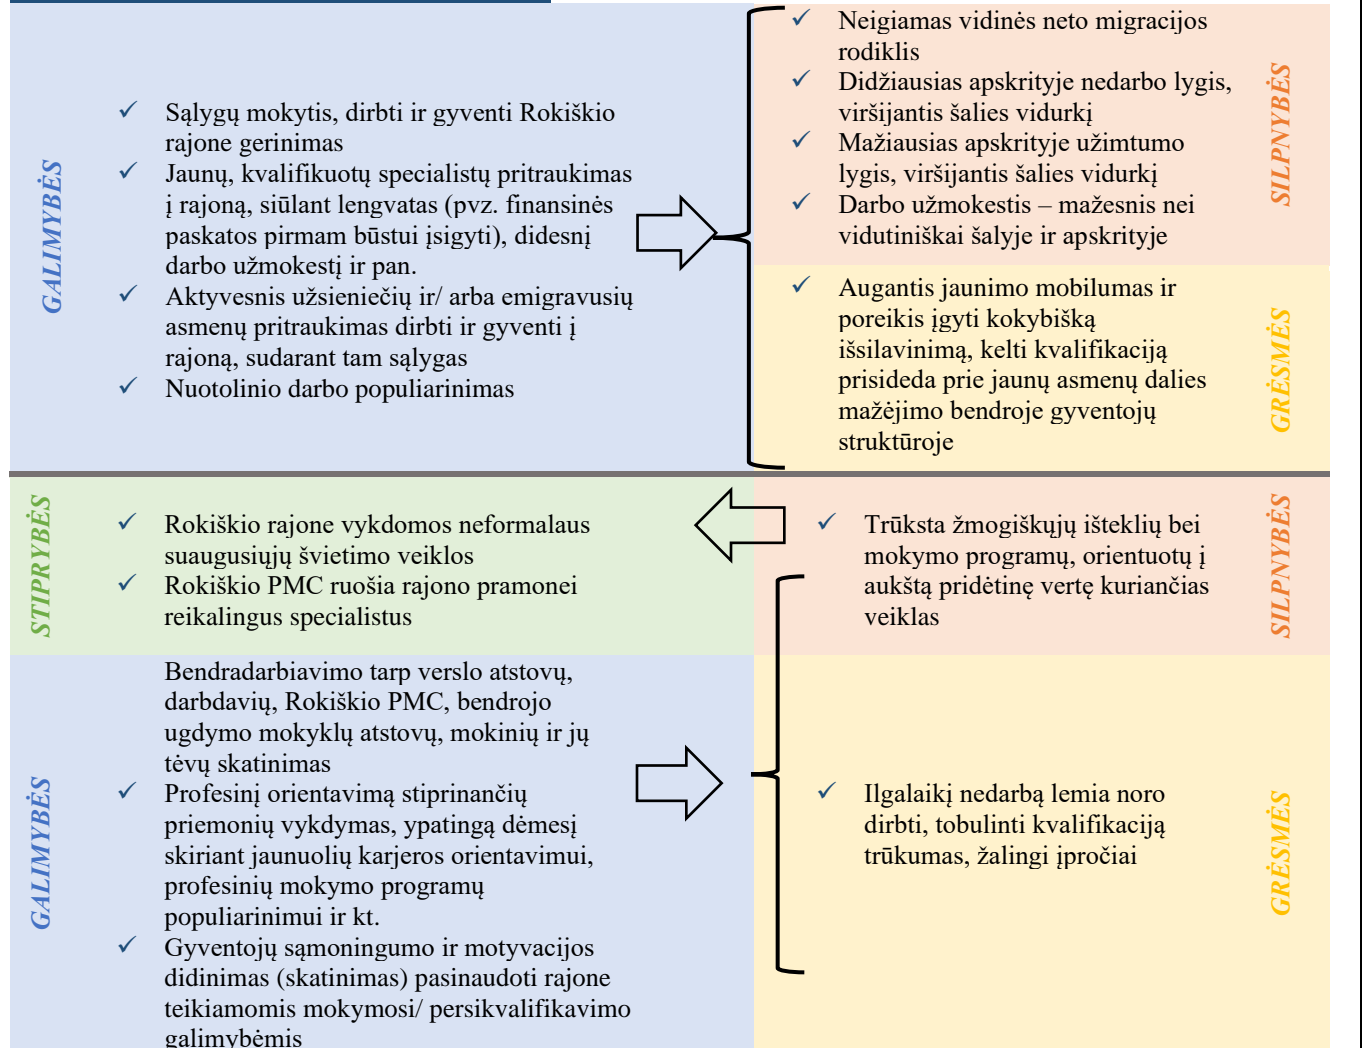 GALIMYBĖS
Sąlygų mokytis, dirbti ir gyventi Rokiškio
rajone gerinimas
Jaunų, kvalifikuotų specialistų pritraukimas
į rajoną, siūlant lengvatas (pvz. finansinės
paskatos pirmam būstui įsigyti), didesnį
darbo užmokestį ir pan.
Aktyvesnis užsieniečių ir/ arba emigravusių
asmenų pritraukimas dirbti ir gyventi į
rajoną, sudarant tam sąlygas
Nuotolinio darbo populiarinimas
Neigiamas vidinės neto migracijos
rodiklis
Didžiausias apskrityje nedarbo lygis,
viršijantis šalies vidurkį
Mažiausias apskrityje užimtumo
lygis, viršijantis šalies vidurkį
Darbo užmokestis – mažesnis nei
vidutiniškai šalyje ir apskrityje
SILPNYBĖS
Augantis jaunimo mobilumas ir
poreikis įgyti kokybišką
išsilavinimą, kelti kvalifikaciją
prisideda prie jaunų asmenų dalies
mažėjimo bendroje gyventojų
struktūroje
GRĖSMĖS
STIPRYBĖS
Rokiškio rajone vykdomos neformalaus
suaugusiųjų švietimo veiklos
Rokiškio PMC ruošia rajono pramonei
reikalingus specialistus
Trūksta žmogiškųjų išteklių bei
mokymo programų, orientuotų į
aukštą pridėtinę vertę kuriančias
veiklas
SILPNYBĖS
GALIMYBĖS
Bendradarbiavimo tarp verslo atstovų,
darbdavių, Rokiškio PMC, bendrojo
ugdymo mokyklų atstovų, mokinių ir jų
tėvų skatinimas
Profesinį orientavimą stiprinančių
priemonių vykdymas, ypatingą dėmesį
skiriant jaunuolių karjeros orientavimui,
profesinių mokymo programų
populiarinimui ir kt.
Gyventojų sąmoningumo ir motyvacijos
didinimas (skatinimas) pasinaudoti rajone
teikiamomis mokymosi/ persikvalifikavimo
galimybėmis
Ilgalaikį nedarbą lemia noro
dirbti, tobulinti kvalifikaciją
trūkumas, žalingi įpročiai
GRĖSMĖS